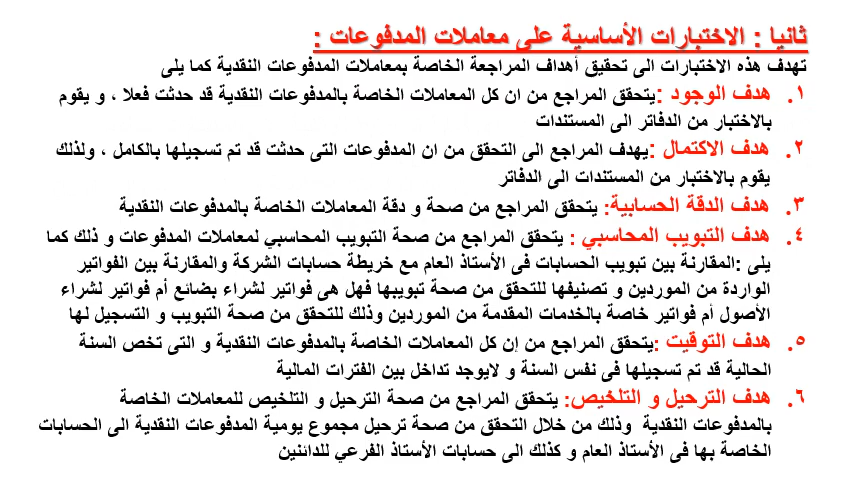 ثانيا : الاختبارات الأساسية على معاملات المدفوعات :
تهدف هذه الاختبارات الى تحقيق أهداف المراجعة الخاصة بمعاملات المدفوعات النقدية كما يلى
١. هدف الوجود :يتحقق المراجع من ان كل المعاملات الخاصة بالمدفوعات النقدية قد حدثت فعلا ، و يقوم
بالاختبار من الدفاتر الى المستندات
٢. هدف الاكتمال :يهدف المراجع الى التحقق من ان المدفوعات التى حدثت قد تم تسجيلها بالكامل ، ولذلك
يقوم بالاختبار من المستندات الى الدفاتر
٣. هدف الدقة الحسابية: يتحقق المراجع من صحة و دقة المعاملات الخاصة بالمدفوعات النقدية
٤. هدف التبويب المحاسبي : يتحقق المراجع من صحة التبويب المحاسبي لمعاملات المدفوعات و ذلك كما
يلى :المقارنة بين تبويب الحسابات فى الأستاذ العام مع خريطة حسابات الشركة والمقارنة بين الفواتير
الواردة من الموردين و تصنيفها للتحقق من صحة تبويبها فهل هى فواتير لشراء بضائع أم فواتير لشراء
الأصول أم فواتير خاصة بالخدمات المقدمة من الموردين وذلك للتحقق من صحة التبويب و التسجيل لها
٥. هدف التوقيت :يتحقق المراجع من إن كل المعاملات الخاصة بالمدفوعات النقدية و التى تخص السنة
الحالية قد تم تسجيلها فى نفس السنة و لايوجد تداخل بين الفترات المالية
٦. هدف الترحيل و التلخيص: يتحقق المراجع من صحة الترحيل و التلخيص للمعاملات الخاصة
بالمدفوعات النقدية وذلك من خلال التحقق من صحة ترحيل مجموع يومية المدفوعات النقدية الى الحسابات
الخاصة بها فى الأستاذ العام و كذلك الى حسابات الأستاذ الفرعي للدائنين